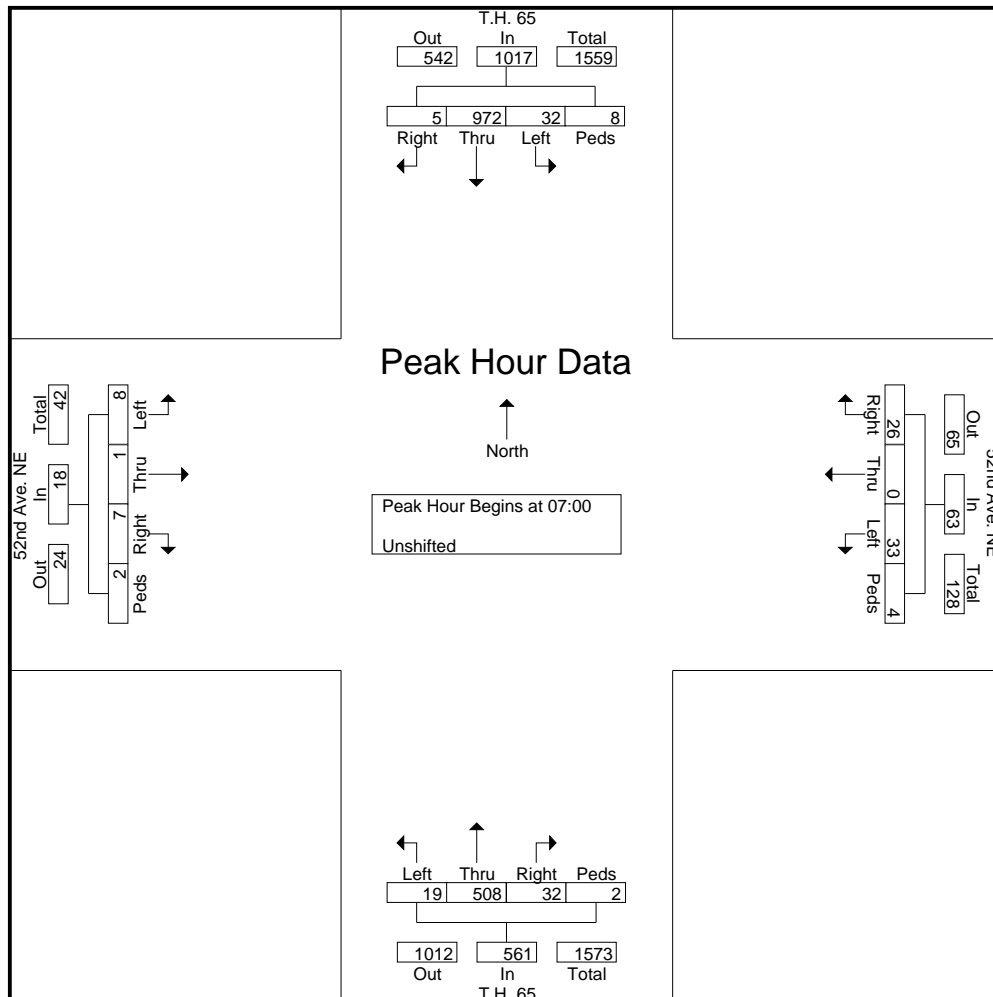 T.H. 65
Out In Total
542 1017 1559
5 972 32 8
Right Thru Left Peds
Peak Hour Data
North
Peak Hour Begins at 07:00
Unshifted
52nd Ave. NE
Total In Out
42 18 24
8 1 7 2
Left Thru Right Peds
Right Thru Left Peds
26 0 33 4
Out In Total
65 63 128
52nd Ave. NE
Left Thru Right Peds
19 508 32 2
1012 561 1573
Out In Total
T.H. 65